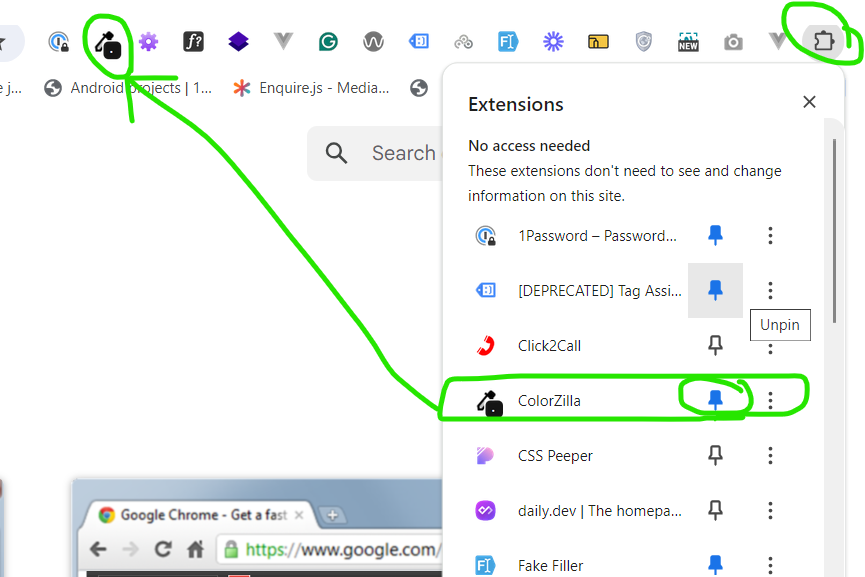 f?
NEW
e j...
Android projects | 1...
Enquire.js - Media...
Extensions
Search
No access needed
These extensions don't need to see and change
information on this site.
1Password – Password...
[DEPRECATED] Tag Assi...
Unpin
Click2Call
ColorZilla
CSS Peeper
daily.dev | The homepa...
Fake Filler
Google Chrome - Get a fast
https://www.google.com/